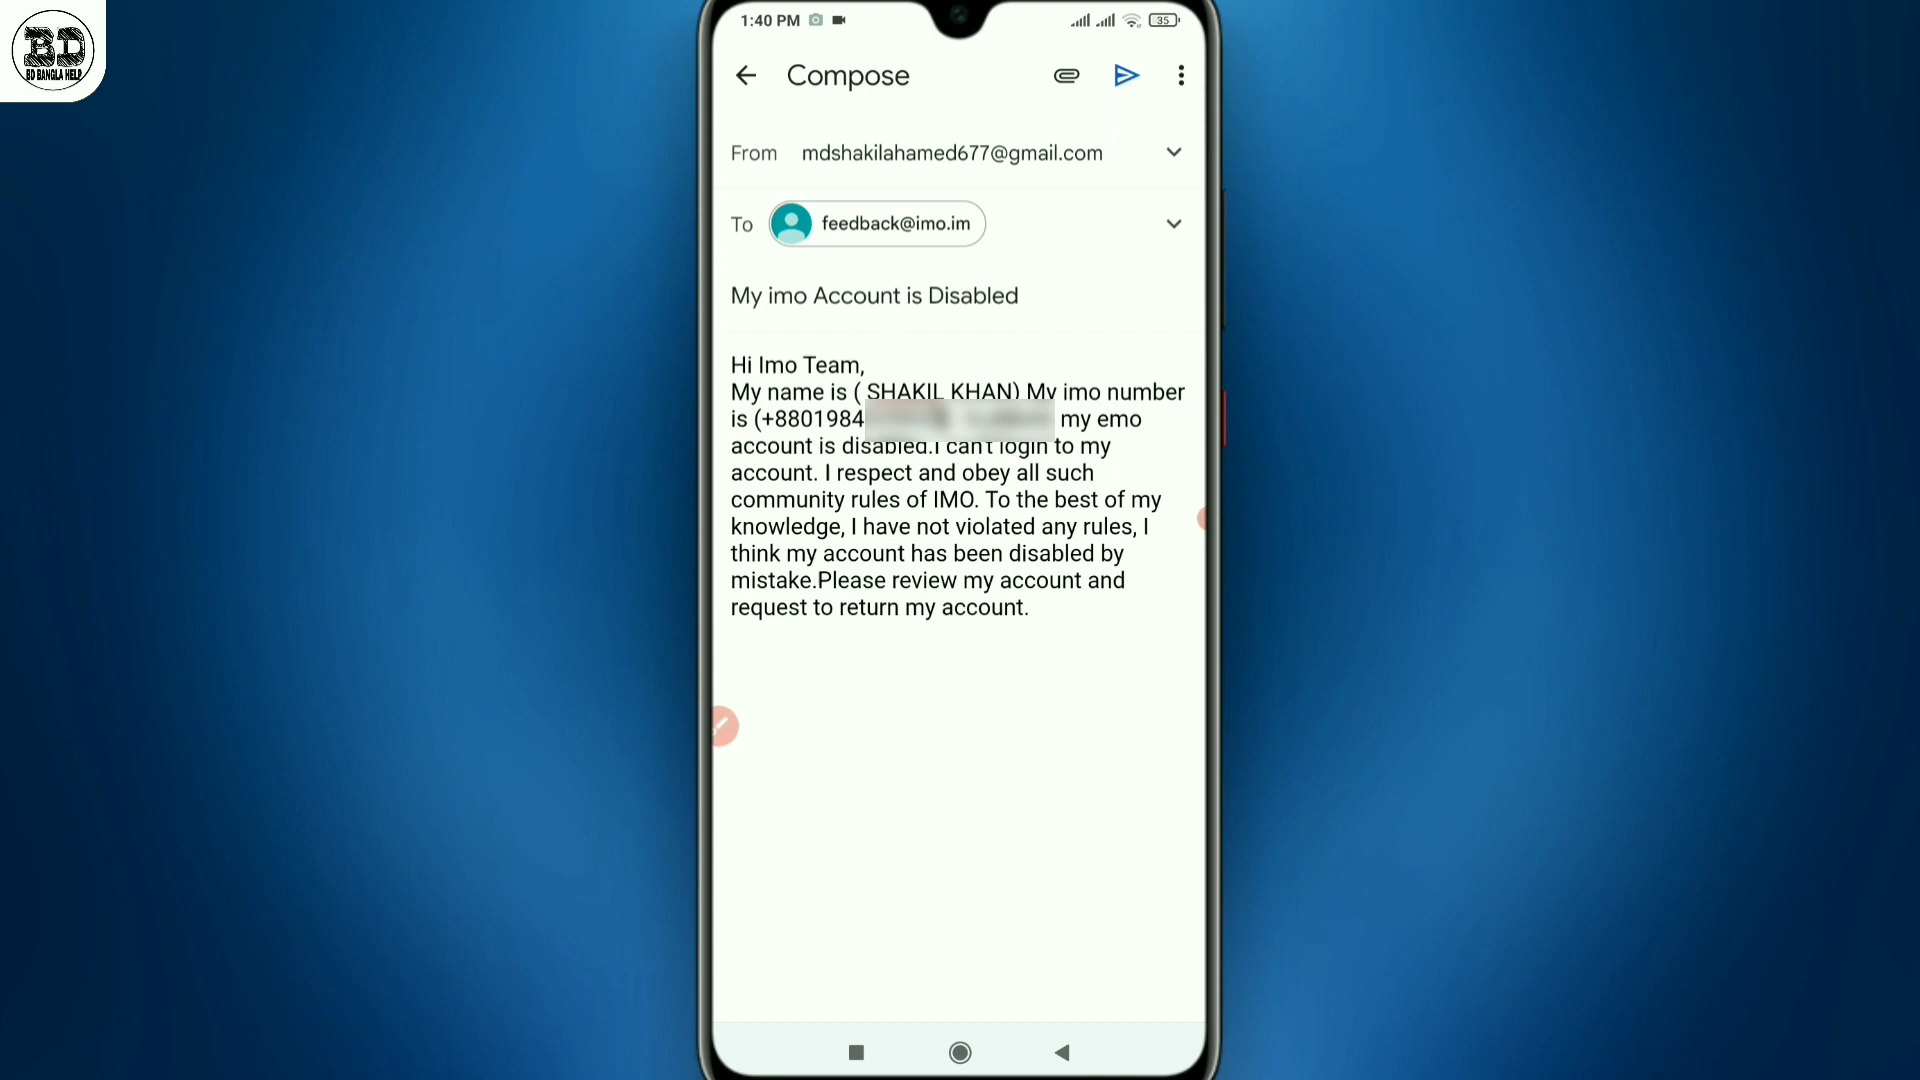 BD
BD BANGLA HELP
1:40 PM
35
Compose
From mdshakilahamed677@gmail.com
To feedback@imo.im
My imo Account is Disabled
Hi Imo Team,
My name is ( SHAKIL KHAN) My imo number
is (+8801984 my emo
account is disabled.I can't login to my
account. I respect and obey all such
community rules of IMO. To the best of my
knowledge, I have not violated any rules, I
think my account has been disabled by
mistake.Please review my account and
request to return my account.